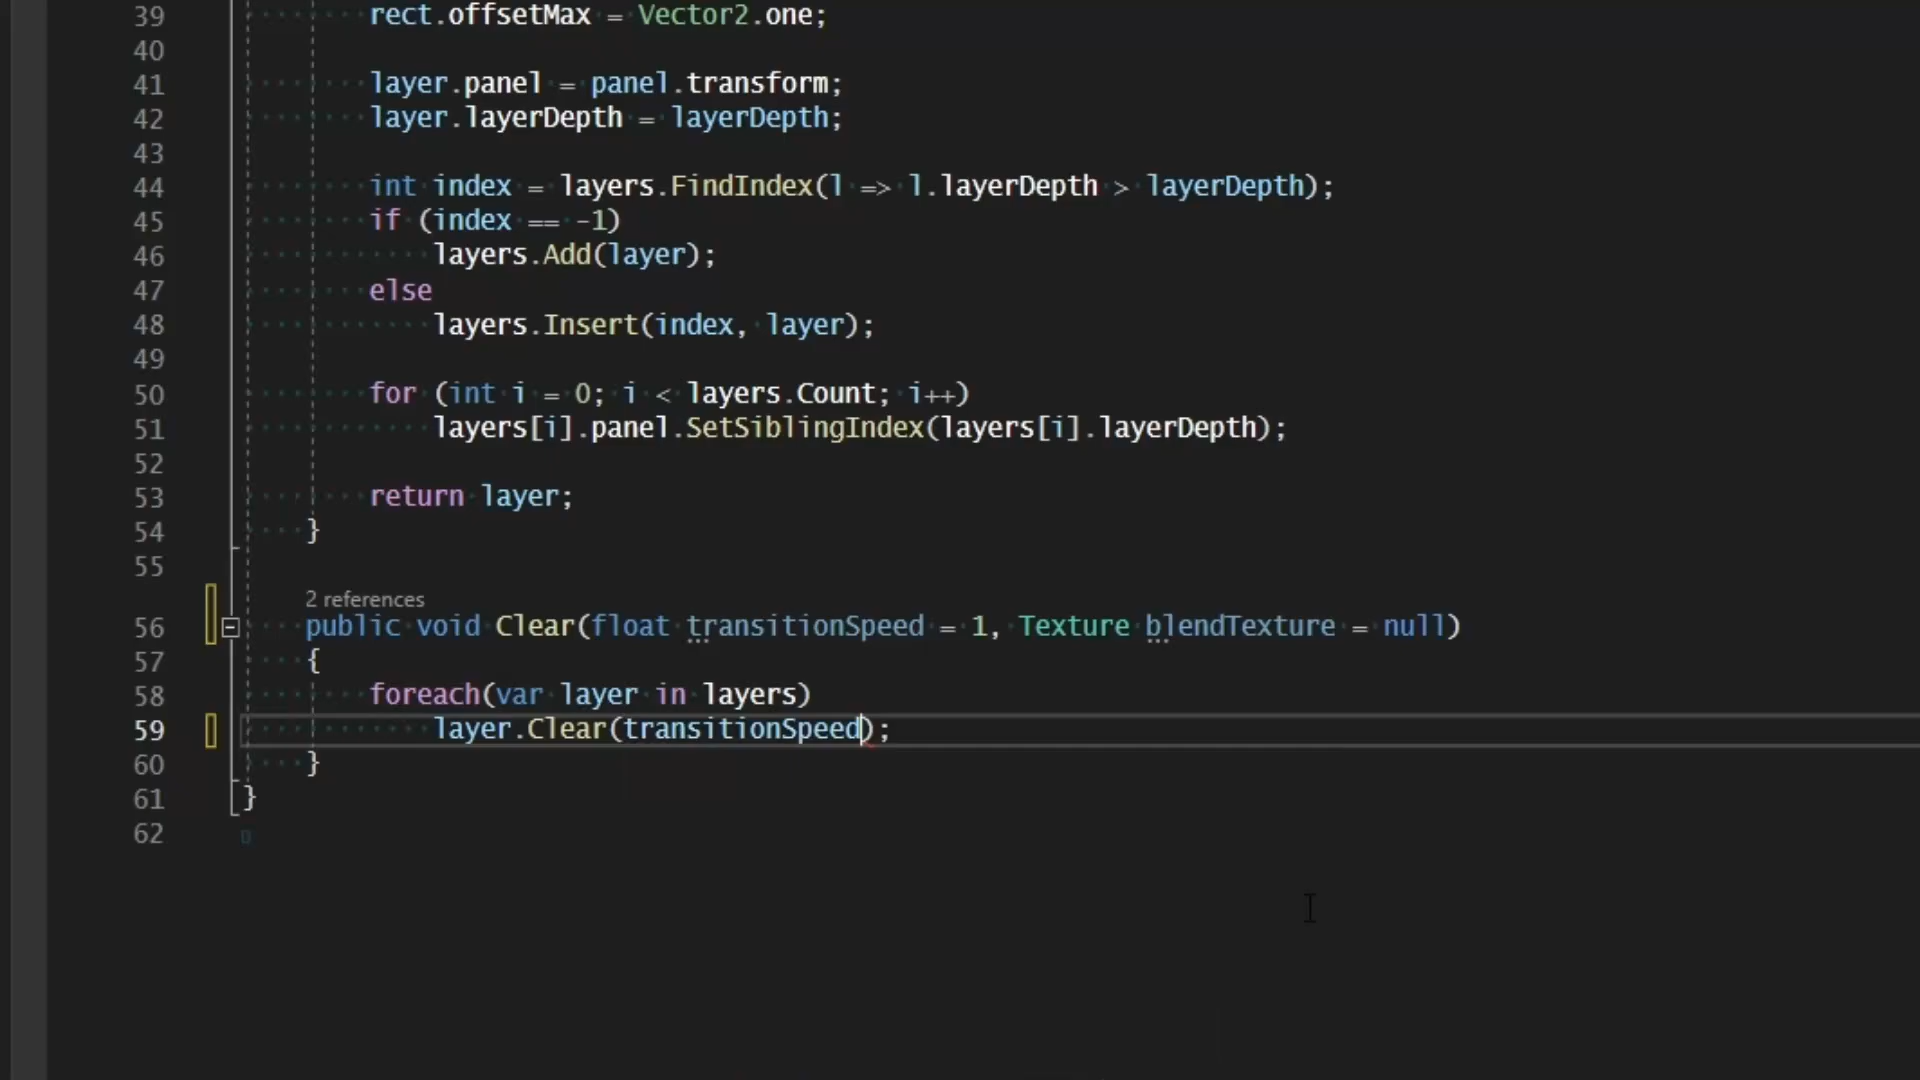 39 rect.offsetMax = Vector2.one;
40
41 layer.panel = panel.transform;
42 layer.layerDepth = layerDepth;
43
44 int index = layers.FindIndex(l => l.layerDepth > layerDepth);
45 if (index == -1)
46 layers.Add(layer);
47 else
48 layers.Insert(index, layer);
49
50 for (int i = 0; i < layers.Count; i++)
51 layers[i].panel.SetSiblingIndex(layers[i].layerDepth);
52
53 return layer;
54 }
55
2 references
56 public void Clear(float transitionSpeed = 1, Texture blendTexture = null)
57 {
58 foreach(var layer in layers)
59 layer.Clear(transitionSpeed);
60 }
61 }
62